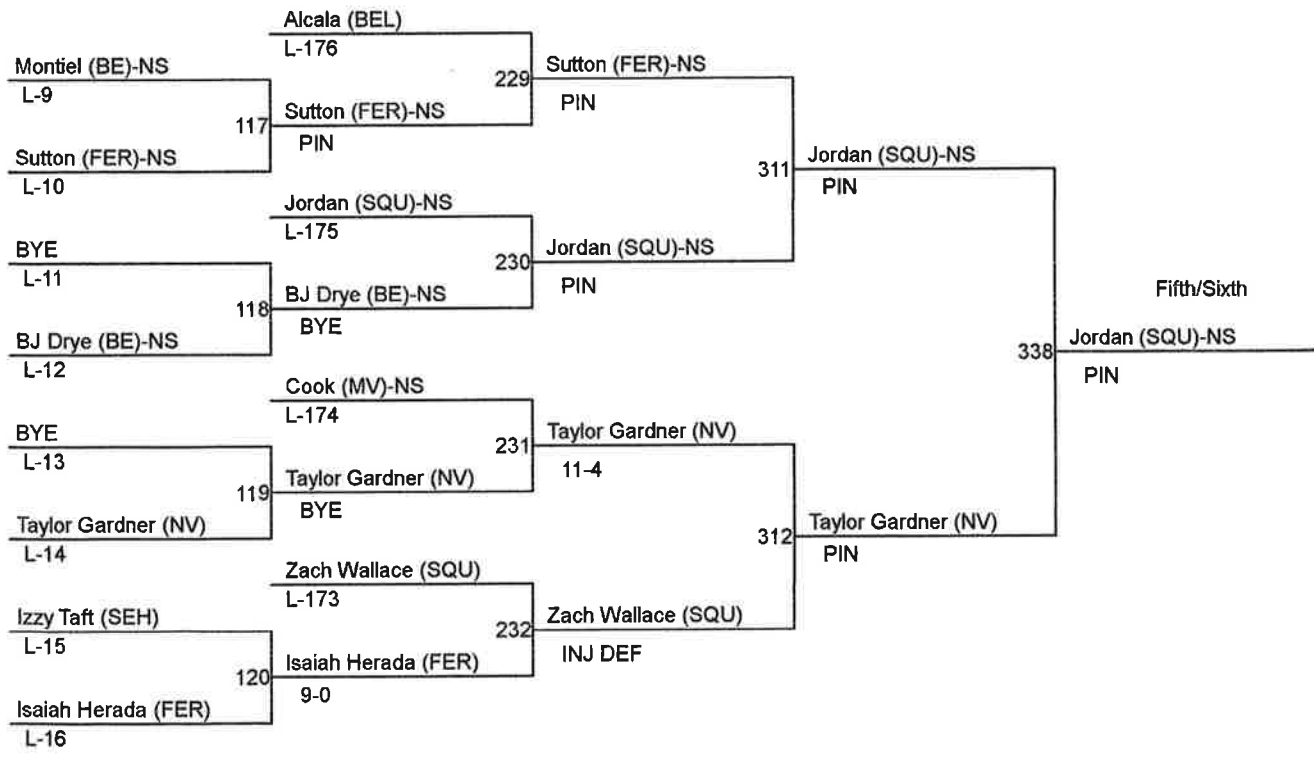 Alcala (BEL)
L-176
Montiel (BE)-NS
L-9
229
Sutton (FER)-NS
PIN
117
Sutton (FER)-NS
PIN
Sutton (FER)-NS
L-10
311
Jordan (SQU)-NS
PIN
Jordan (SQU)-NS
L-175
BYE
L-11
230
Jordan (SQU)-NS
PIN
118
BJ Drye (BE)-NS
BYE
BJ Drye (BE)-NS
L-12
Fifth/Sixth
338
Jordan (SQU)-NS
PIN
Cook (MV)-NS
L-174
BYE
L-13
231
Taylor Gardner (NV)
11-4
119
Taylor Gardner (NV)
BYE
Taylor Gardner (NV)
L-14
312
Taylor Gardner (NV)
PIN
Zach Wallace (SQU)
L-173
Izzy Taft (SEH)
L-15
232
Zach Wallace (SQU)
INJ DEF
120
Isaiah Herada (FER)
9-0
Isaiah Herada (FER)
L-16